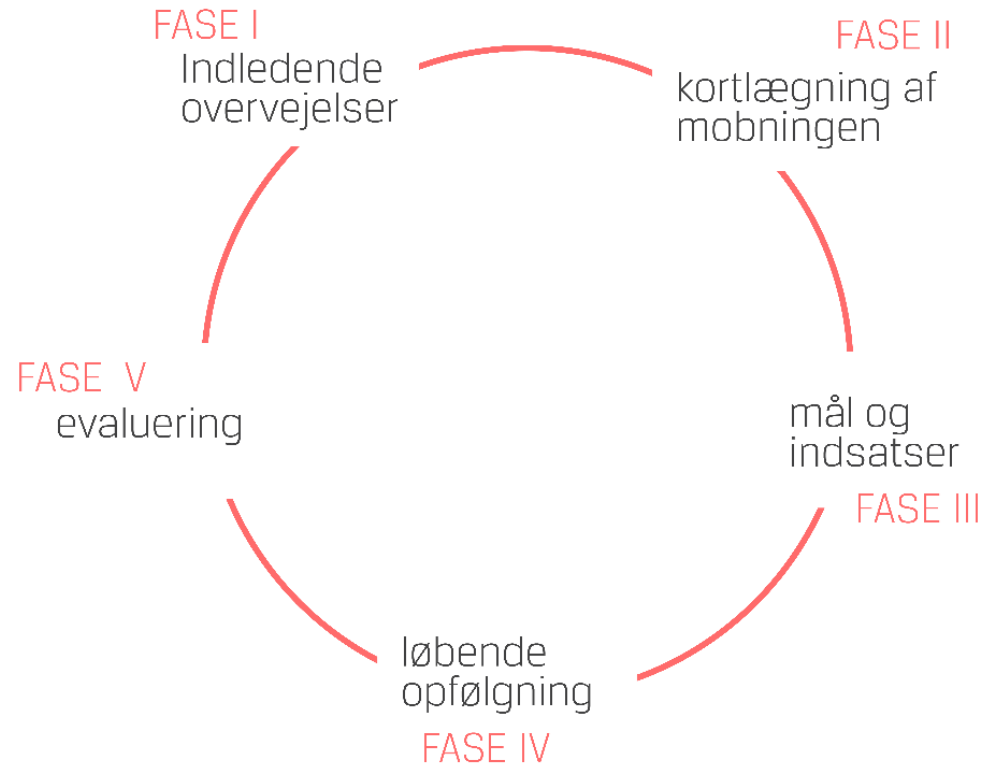 FASE I
Indledende
overvejelser
FASE II
kortlægning af
mobningen
mål og
indsatser
FASE III
løbende
opfølgning
FASE IV
FASE V
evaluering